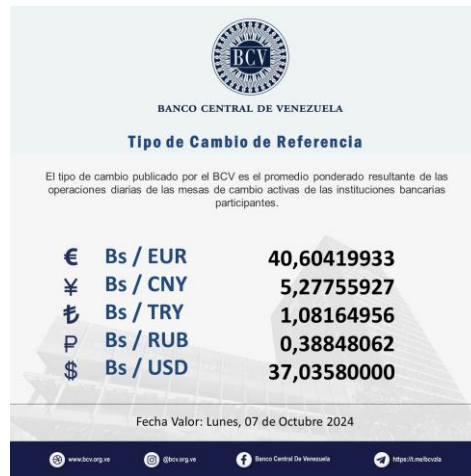 BCV
BANCO CENTRAL DE VENEZUELA
Tipo de Cambio de Referencia
El tipo de cambio publicado por el BCV es el promedio ponderado resultante de las
operaciones diarias de las mesas de cambio activas de las instituciones bancarias
participantes.
€ Bs / EUR 40,60419933
¥ Bs / CNY 5,27755927
₺ Bs / TRY 1,08164956
₽ Bs / RUB 0,38848062
$ Bs / USD 37,03580000
Fecha Valor: Lunes, 07 de Octubre 2024
www.bcv.org.ve @bcv.org.ve Banco Central De Venezuela https://t.me/bcvzla